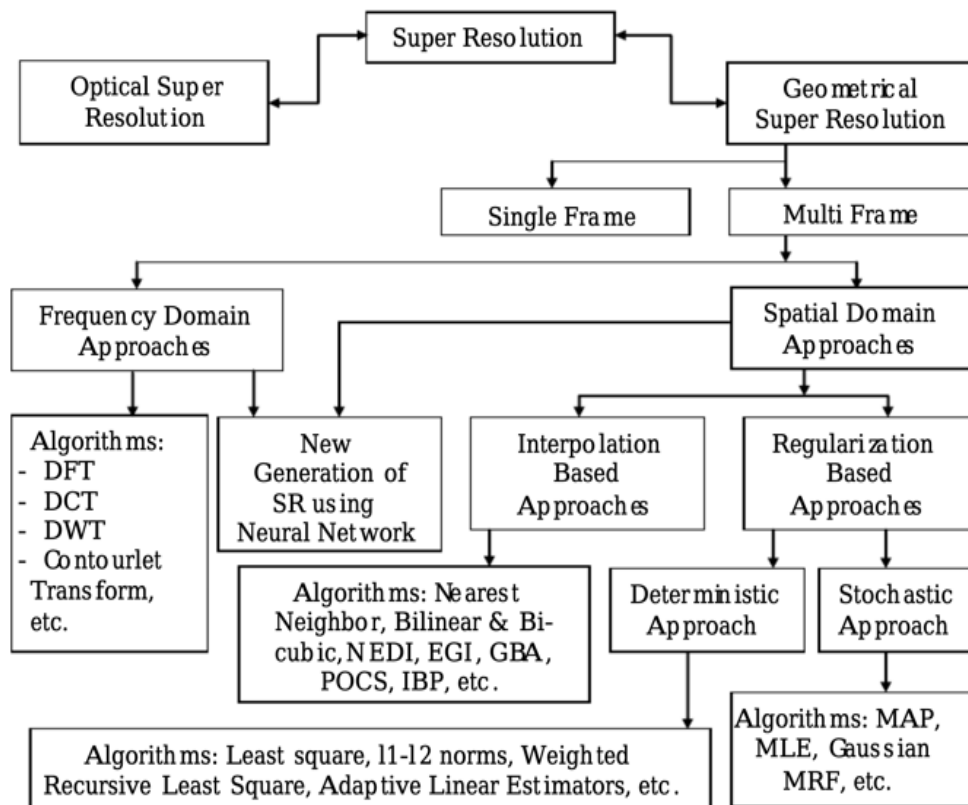 Super Resolution
Optical Super
Resolution
Geometrical
Super Resolution
Single Frame
Multi Frame
Frequency Domain
Approaches
Spatial Domain
Approaches
Algorithms:
- DFT
- DCT
- DWT
- Contourlet
Transform,
etc.
New
Generation of
SR using
Neural Network
Interpolation
Based
Approaches
Regularization
Based
Approaches
Algorithms: Nearest
Neighbor, Bilinear & Bi-
cubic, NEDI, EGI, GBA,
POCS, IBP, etc.
Deterministic
Approach
Stochastic
Approach
Algorithms: Least square, l1-l2 norms, Weighted
Recursive Least Square, Adaptive Linear Estimators, etc.
Algorithms: MAP,
MLE, Gaussian
MRF, etc.